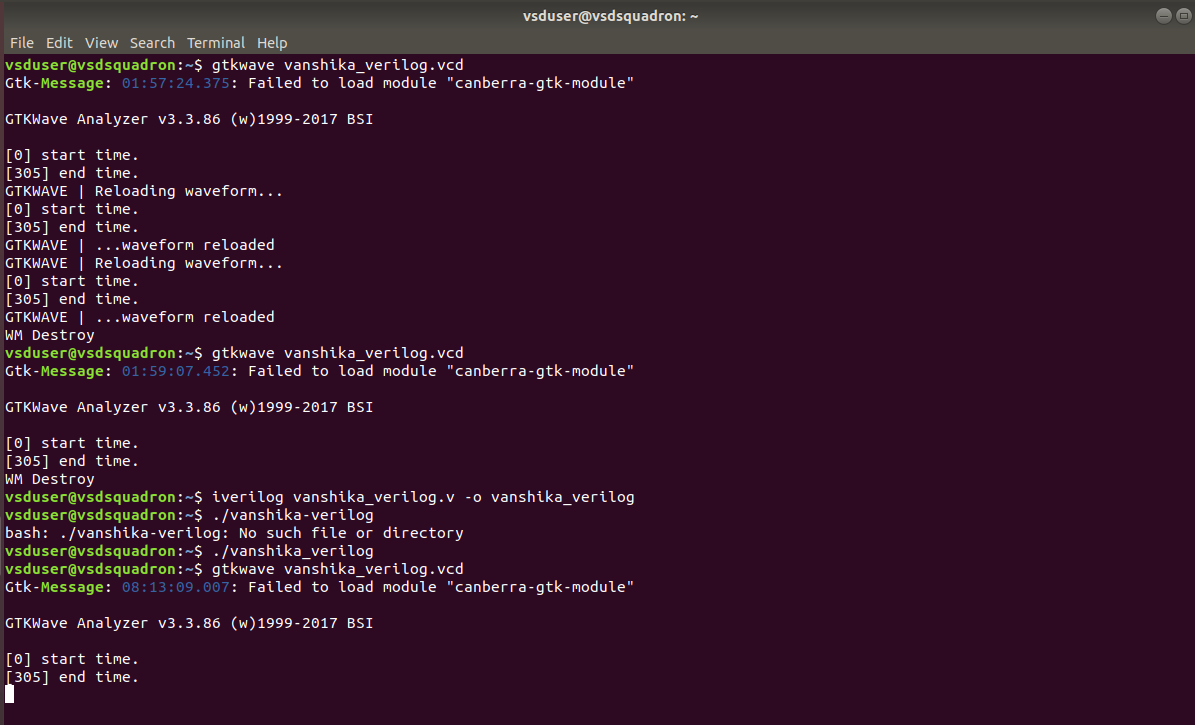 vsduser@vsdsquadron: ~
File Edit View Search Terminal Help
vsduser@vsdsquadron:~$ gtkwave vanshika_verilog.vcd
Gtk-Message: 01:57:24.375: Failed to load module "canberra-gtk-module"
GTKWave Analyzer v3.3.86 (w)1999-2017 BSI
[0] start time.
[305] end time.
GTKWAVE | Reloading waveform...
[0] start time.
[305] end time.
GTKWAVE | ...waveform reloaded
GTKWAVE | Reloading waveform...
[0] start time.
[305] end time.
GTKWAVE | ...waveform reloaded
WM Destroy
vsduser@vsdsquadron:~$ gtkwave vanshika_verilog.vcd
Gtk-Message: 01:59:07.452: Failed to load module "canberra-gtk-module"
GTKWave Analyzer v3.3.86 (w)1999-2017 BSI
[0] start time.
[305] end time.
WM Destroy
vsduser@vsdsquadron:~$ iverilog vanshika_verilog.v -o vanshika_verilog
vsduser@vsdsquadron:~$ ./vanshika-verilog
bash: ./vanshika-verilog: No such file or directory
vsduser@vsdsquadron:~$ ./vanshika_verilog
vsduser@vsdsquadron:~$ gtkwave vanshika_verilog.vcd
Gtk-Message: 08:13:09.007: Failed to load module "canberra-gtk-module"
GTKWave Analyzer v3.3.86 (w)1999-2017 BSI
[0] start time.
[305] end time.